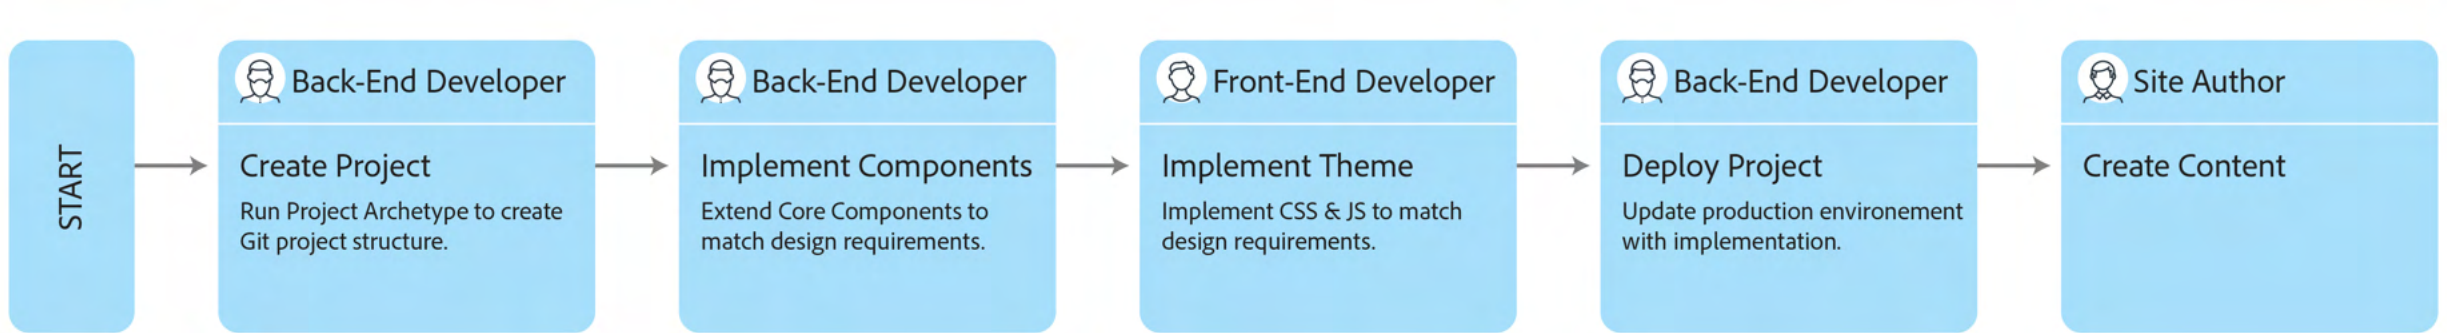 START
Back-End Developer
Create Project
Run Project Archetype to create
Git project structure.
Back-End Developer
Implement Components
Extend Core Components to
match design requirements.
Front-End Developer
Implement Theme
Implement CSS & JS to match
design requirements.
Back-End Developer
Deploy Project
Update production environement
with implementation.
Site Author
Create Content